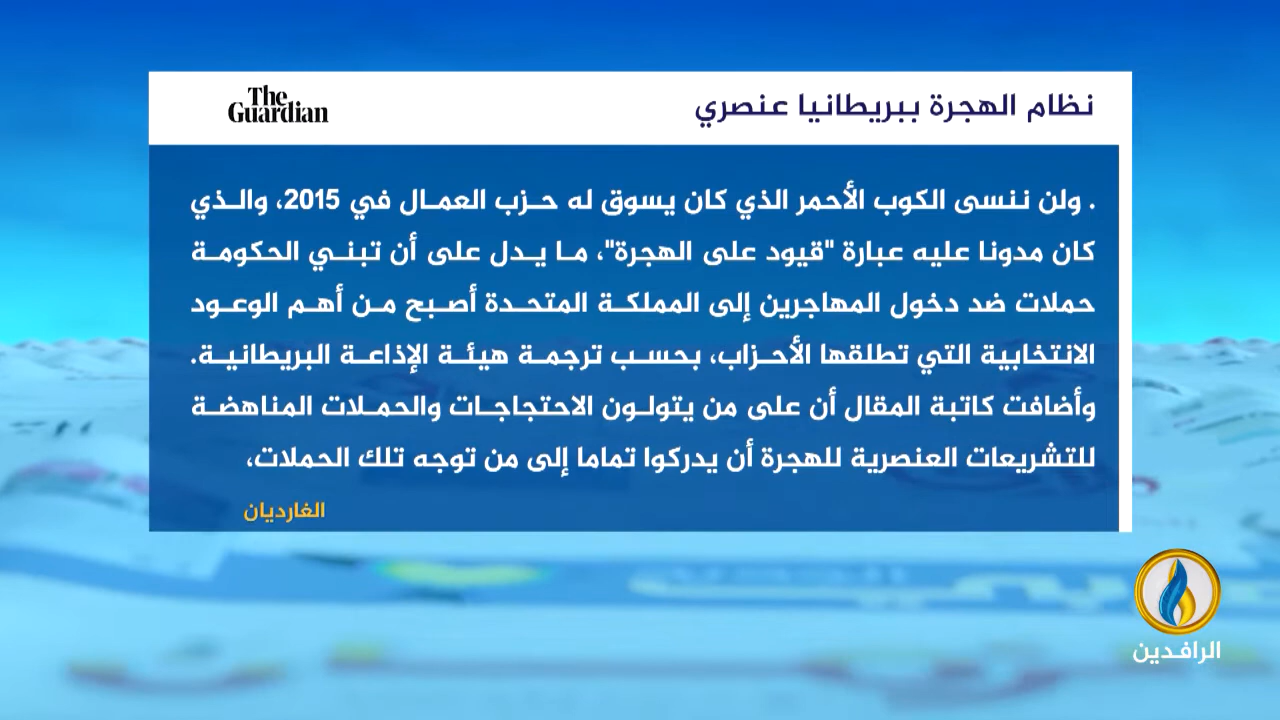 The
Guardian
نظام الهجرة ببريطانيا عنصري
. ولن ننسى الكوب الأحمر الذي كان يسوق له حزب العمال في 2015، والذي
كان مدونا عليه عبارة "قيود على الهجرة"، ما يدل على أن تبني الحكومة
حملات ضد دخول المهاجرين إلى المملكة المتحدة أصبح من أهم الوعود
الانتخابية التي تطلقها الأحزاب، بحسب ترجمة هيئة الإذاعة البريطانية.
وأضافت كاتبة المقال أن على من يتولون الاحتجاجات والحملات المناهضة
للتشريعات العنصرية للهجرة أن يدركوا تماما إلى من توجه تلك الحملات،
الغارديان
الرافدين